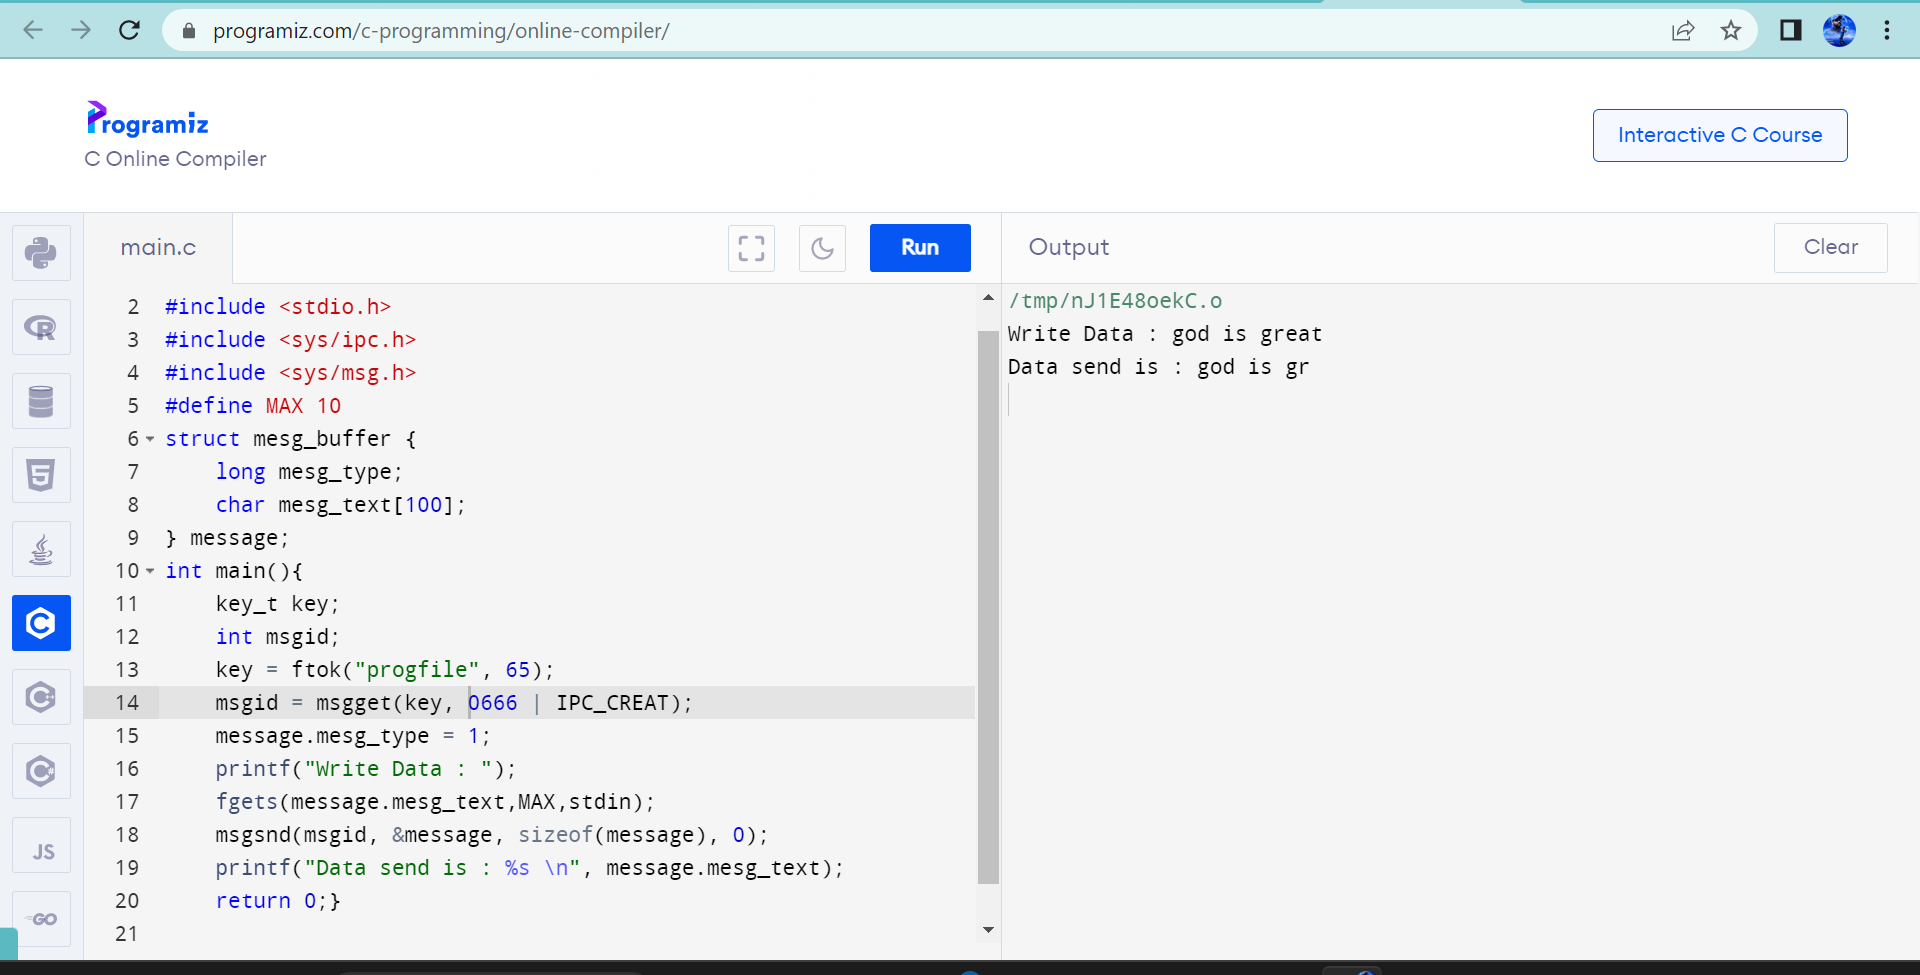 programiz.com/c-programming/online-compiler/
Programiz
C Online Compiler
Interactive C Course
main.c
Run
Output
Clear
2 #include <stdio.h>
3 #include <sys/ipc.h>
4 #include <sys/msg.h>
5 #define MAX 10
6 struct mesg_buffer {
7     long mesg_type;
8     char mesg_text[100];
9 } message;
10 int main(){
11     key_t key;
12     int msgid;
13     key = ftok("progfile", 65);
14     msgid = msgget(key, 0666 | IPC_CREAT);
15     message.mesg_type = 1;
16     printf("Write Data : ");
17     fgets(message.mesg_text,MAX,stdin);
18     msgsnd(msgid, &message, sizeof(message), 0);
19     printf("Data send is : %s \n", message.mesg_text);
20     return 0;}
21
/tmp/nJ1E48oekC.o
Write Data : god is great
Data send is : god is gr
R
5
C
C++
C#
JS
GO